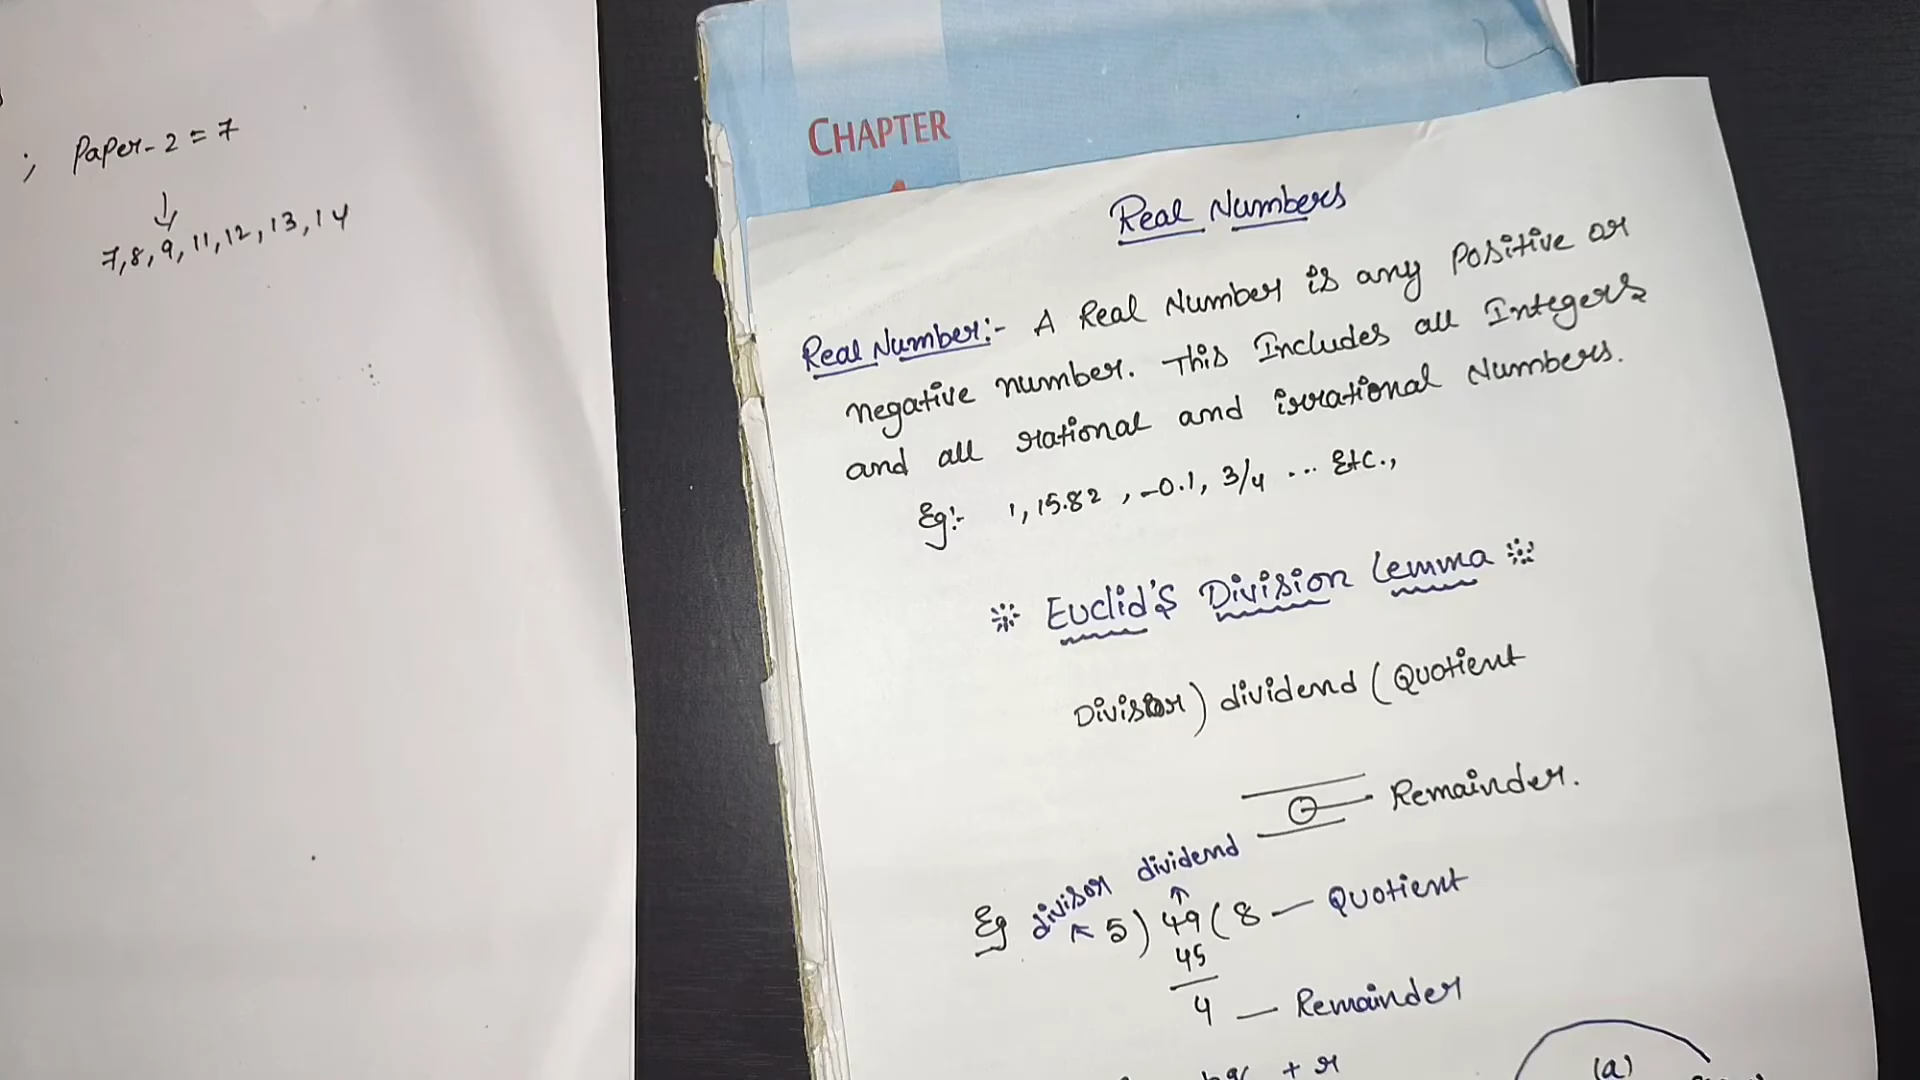 ; Paper-2 = 7
↓
7,8,9,11,12,13,14
CHAPTER
Real Numbers
Real Number:- A Real Number is any Positive or
negative number. This Includes all Integers
and all rational and irrational Numbers.
Eg:- 1, 15.82, -0.1, 3/4 ... Etc.,
※ Euclid's Division Lemma ※
Divisor) dividend (Quotient
Remainder.
divisor dividend
Eg 5) 49 (8 — Quotient
45
4 — Remainder
+ r
(a)